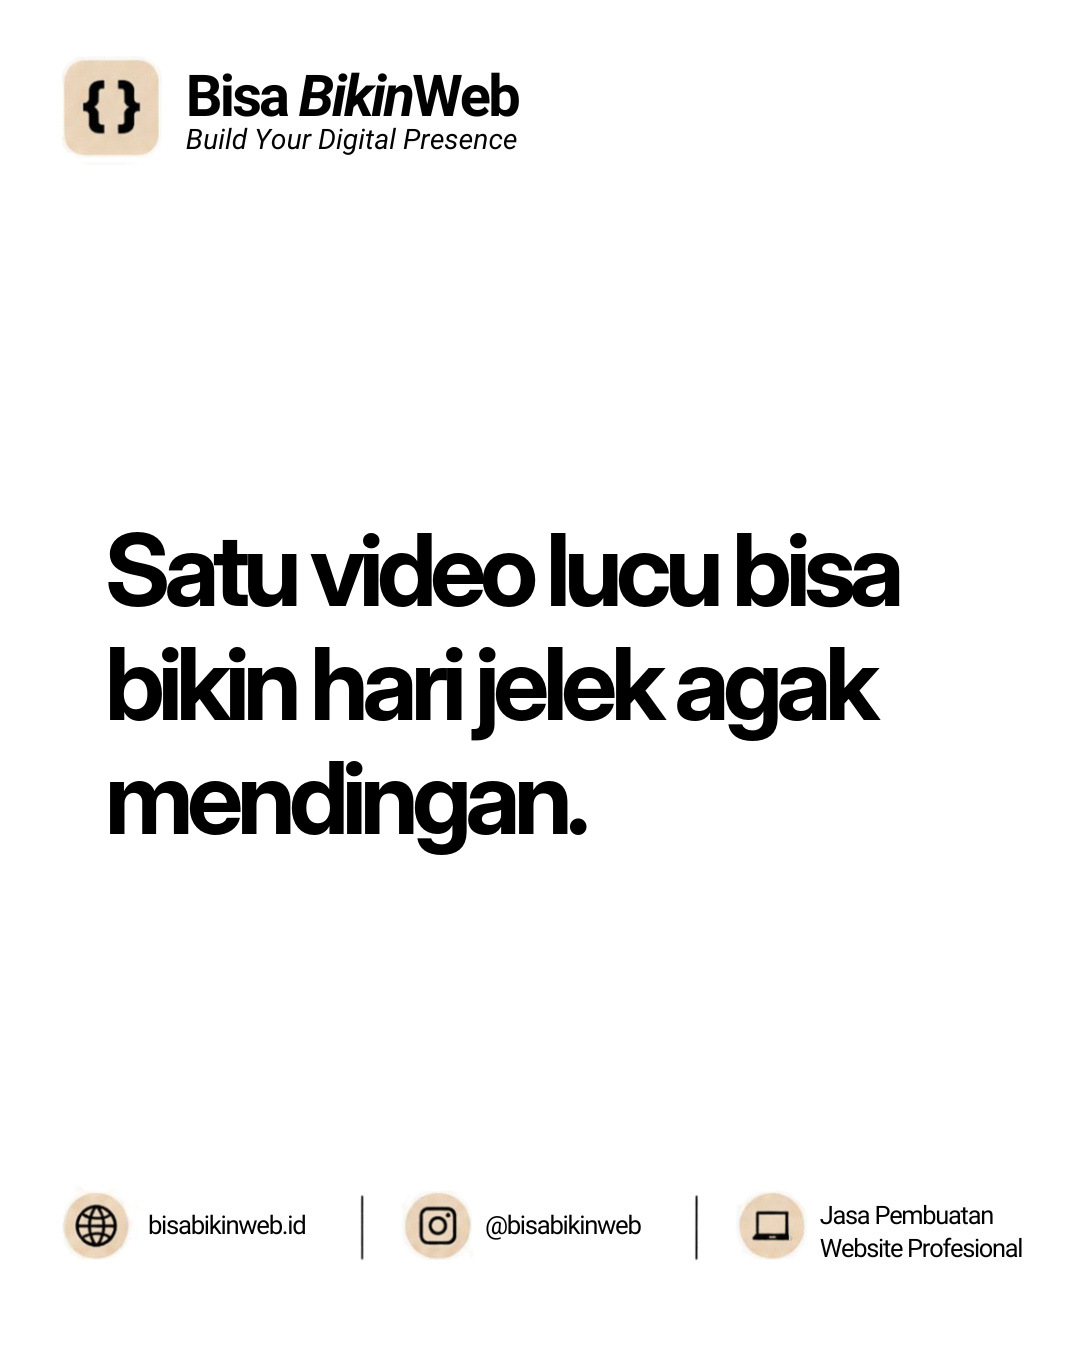 { }
Bisa BikinWeb
Build Your Digital Presence
Satu video lucu bisa
bikin hari jelek agak
mendingan.
bisabikinweb.id
@bisabikinweb
Jasa Pembuatan
Website Profesional